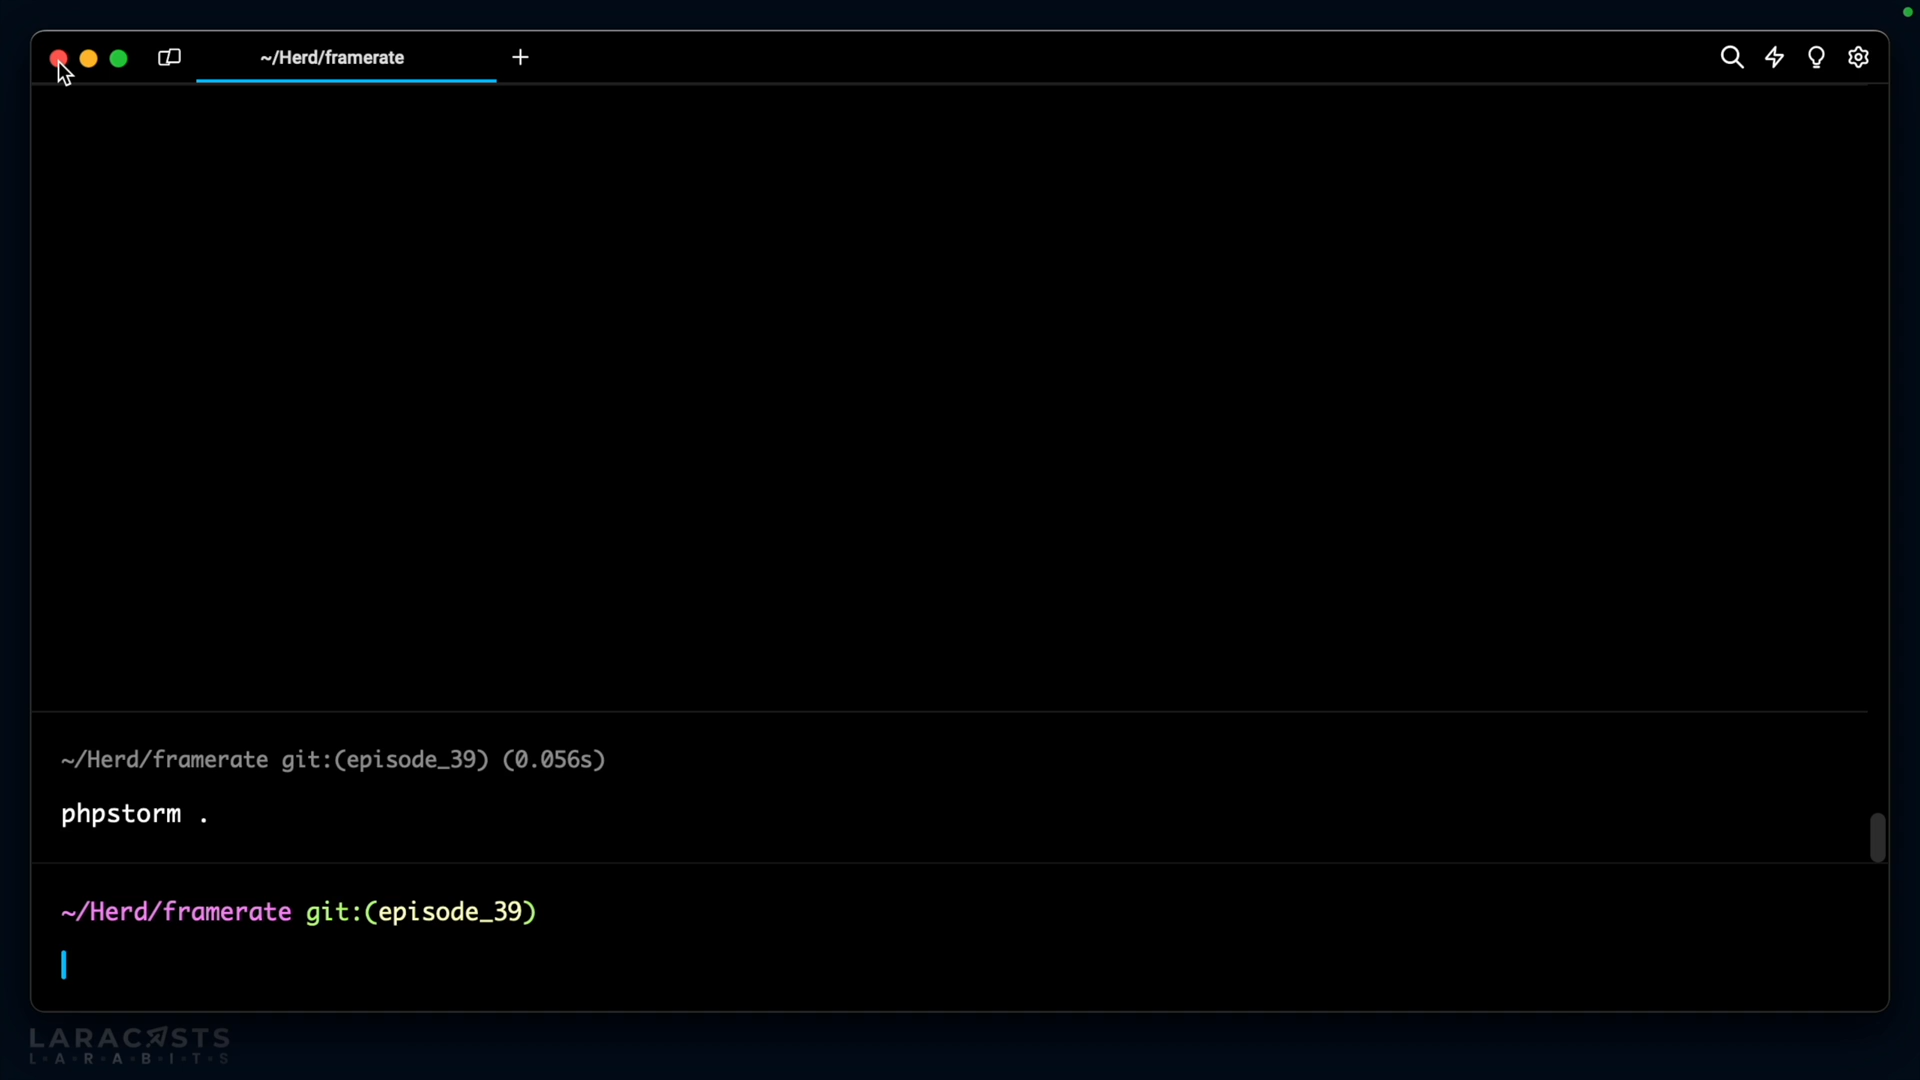 ~/Herd/framerate
~/Herd/framerate git:(episode_39) (0.056s)
phpstorm .
~/Herd/framerate git:(episode_39)
LARACASTS
L·A·R·A·B·I·T·S